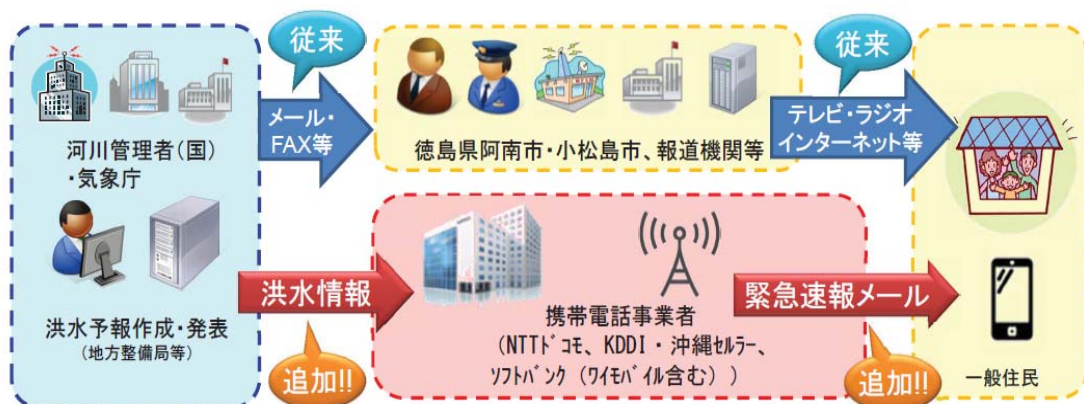 従来
従来
メール・
FAX等
テレビ・ラジオ
インターネット等
河川管理者(国)
・気象庁
徳島県阿南市・小松島市、報道機関等
洪水情報
緊急速報メール
洪水予報作成・発表
(地方整備局等)
携帯電話事業者
(NTTﾄﾞｺﾓ、KDDI・沖縄ｾﾙﾗｰ、
ｿﾌﾄﾊﾞﾝｸ(ﾜｲﾓﾊﾞｲﾙ含む))
追加!!
追加!!
一般住民